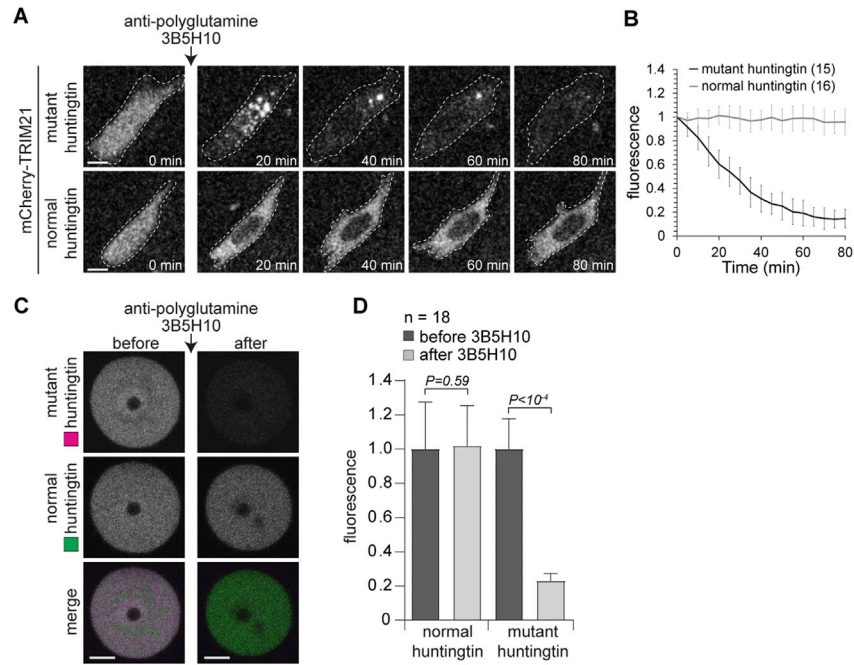 A
anti-polyglutamine
3B5H10
mCherry-TRIM21
mutant
huntingtin
0 min
20 min
40 min
60 min
80 min
normal
huntingtin
0 min
20 min
40 min
60 min
80 min
B
mutant huntingtin (15)
normal huntingtin (16)
fluorescence
1.4
1.2
1
0.8
0.6
0.4
0.2
0
0
20
40
60
80
Time (min)
C
anti-polyglutamine
3B5H10
before
after
mutant
huntingtin
normal
huntingtin
merge
D
n = 18
before 3B5H10
after 3B5H10
fluorescence
1.4
1.2
1.0
0.8
0.6
0.4
0.2
0
P=0.59
P<10⁻⁴
normal
huntingtin
mutant
huntingtin